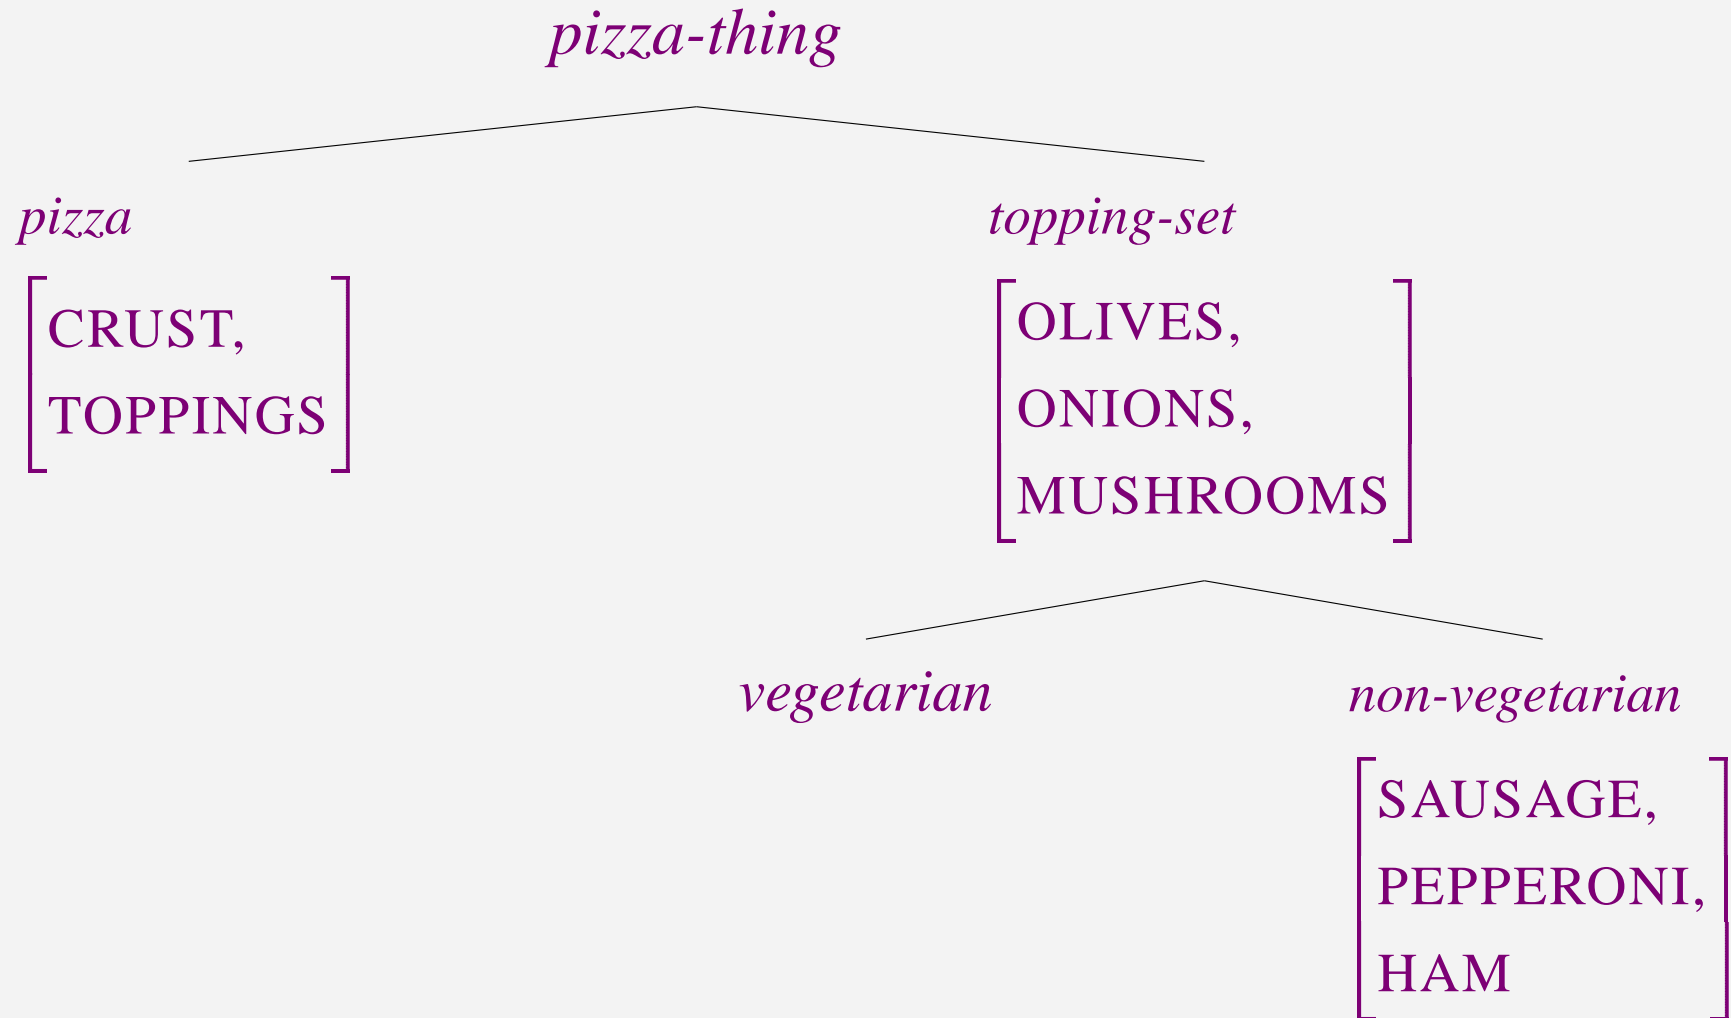 pizza-thing
pizza
topping-set
CRUST,
TOPPINGS
OLIVES,
ONIONS,
MUSHROOMS
vegetarian
non-vegetarian
SAUSAGE,
PEPPERONI,
HAM